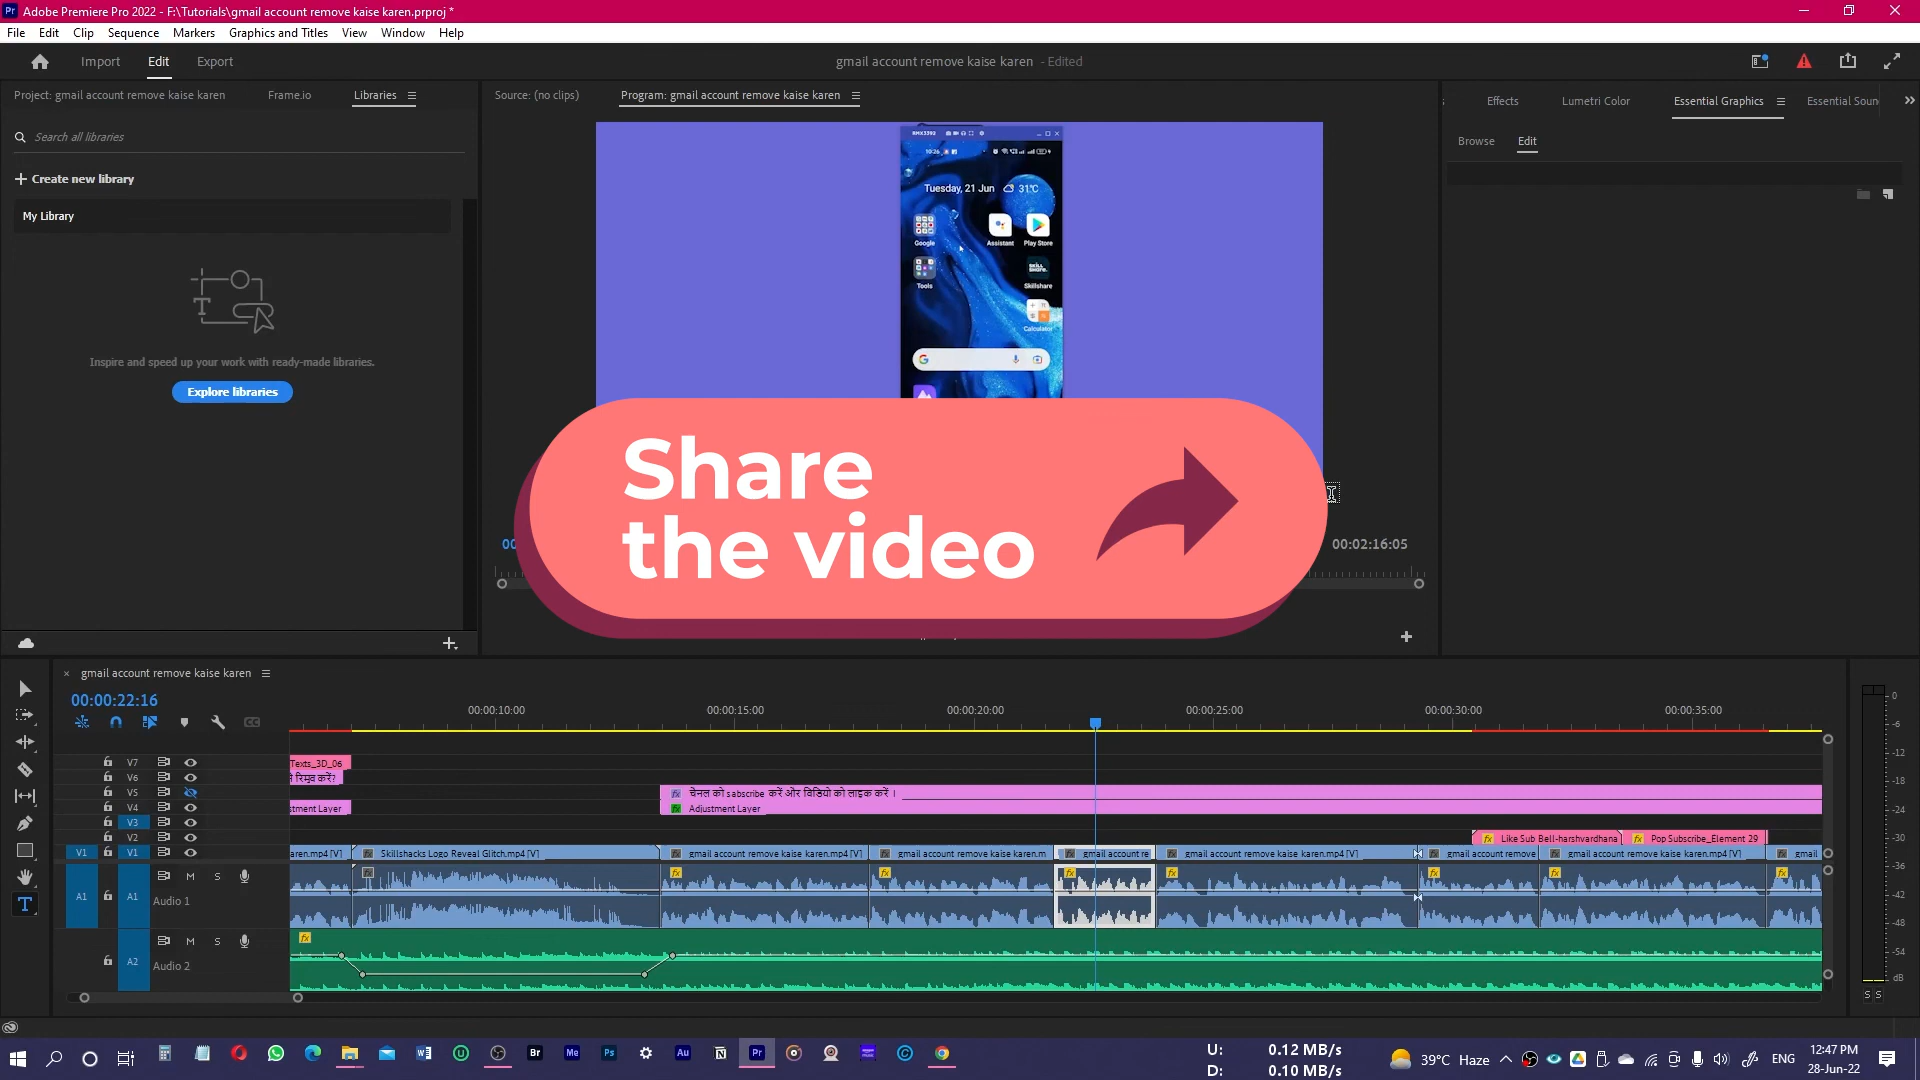 Adobe Premiere Pro 2022 - F:\Tutorials\gmail account remove kaise karen.prproj *
File Edit Clip Sequence Markers Graphics and Titles View Window Help
Import Edit Export
gmail account remove kaise karen - Edited
Project: gmail account remove kaise karen Frame.io Libraries
Source: (no clips) Program: gmail account remove kaise karen
Effects Lumetri Color Essential Graphics Essential Soun
Browse Edit
Search all libraries
Create new library
My Library
Inspire and speed up your work with ready-made libraries.
Explore libraries
RMX3393
10:26
Tuesday, 21 Jun 31°C
Google Assistant Play Store
Tools Skillshare
SKILL SHARE.
Calculator
Share
the video
00:02:16:05
gmail account remove kaise karen
00:00:22:16
00:00:10:00 00:00:15:00 00:00:20:00 00:00:25:00 00:00:30:00 00:00:35:00
V7 Texts_3D_06
V6 रिमूव करें?
V5 चेनल को subscribe करें ओर विडियो को लाइक करें ।
V4 stment Layer Adjustment Layer
V3
V2 Like Sub Bell-harshvardhana Pop Subscribe_Element 29
V1 V1 aren.mp4 [V] Skillshacks Logo Reveal Glitch.mp4 [V] gmail account remove kaise karen.mp4 [V] gmail account remove kaise karen.m gmail account re gmail account remove kaise karen.mp4 [V] gmail account remove gmail account remove kaise karen.mp4 [V] gmail
A1 A1 M S
Audio 1
A2 M S
Audio 2
0
-6
-12
-18
-24
-30
-36
-42
-48
-54
dB
S S
U: 0.12 MB/s
D: 0.10 MB/s
39°C Haze
ENG
12:47 PM
28-Jun-22